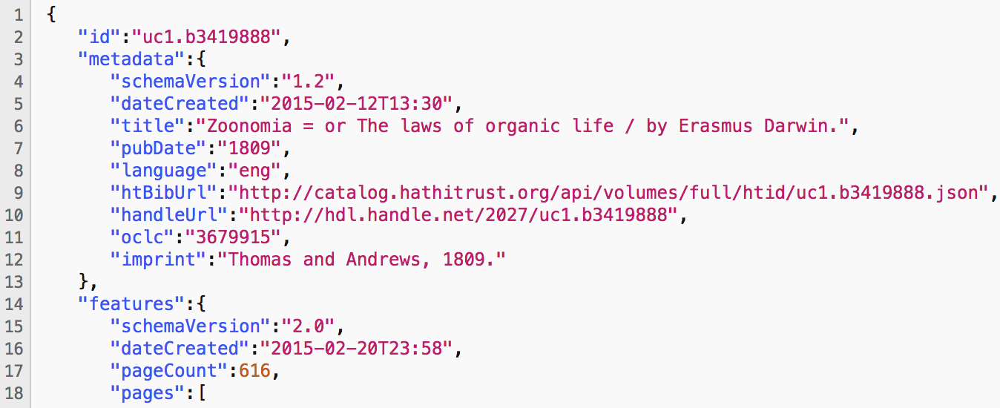 1 {
2 "id":"uc1.b3419888",
3 "metadata":{
4 "schemaVersion":"1.2",
5 "dateCreated":"2015-02-12T13:30",
6 "title":"Zoonomia = or The laws of organic life / by Erasmus Darwin.",
7 "pubDate":"1809",
8 "language":"eng",
9 "htBibUrl":"http://catalog.hathitrust.org/api/volumes/full/htid/uc1.b3419888.json",
10 "handleUrl":"http://hdl.handle.net/2027/uc1.b3419888",
11 "oclc":"3679915",
12 "imprint":"Thomas and Andrews, 1809."
13 },
14 "features":{
15 "schemaVersion":"2.0",
16 "dateCreated":"2015-02-20T23:58",
17 "pageCount":616,
18 "pages":[